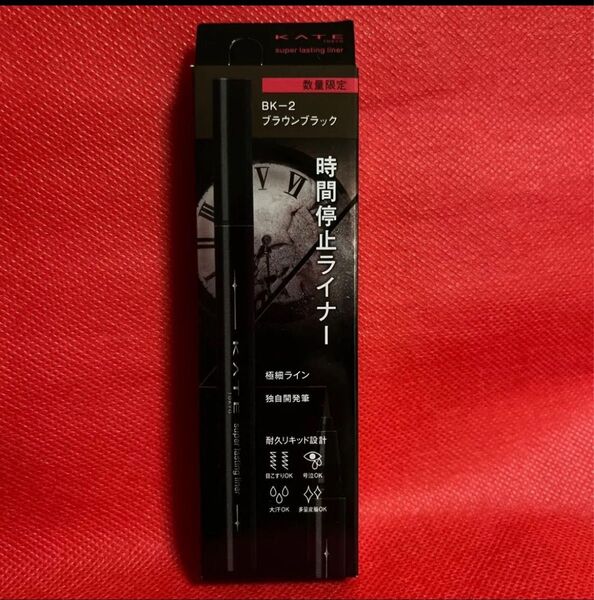 KATE
TOKYO
super lasting liner
数量限定
BK-2
ブラウンブラック
時間停止ライナー
極細ライン
独自開発筆
耐久リキッド設計
目こすりOK
号泣OK
大汗OK
多量皮脂OK
KATE
TOKYO
super lasting liner